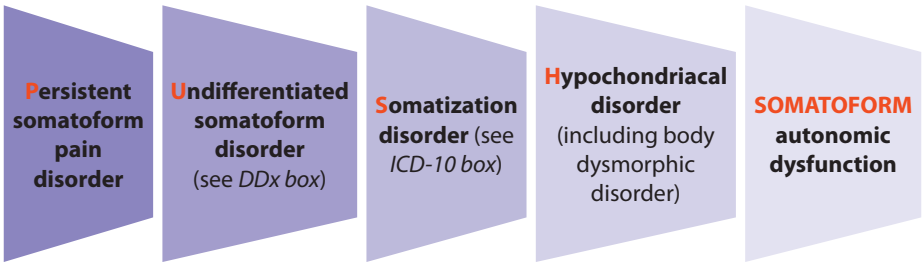 Persistent
somatoform
pain
disorder
Undifferentiated
somatoform
disorder
(see DDx box)
Somatization
disorder (see
ICD-10 box)
Hypochondriacal
disorder
(including body
dysmorphic
disorder)
SOMATOFORM
autonomic
dysfunction